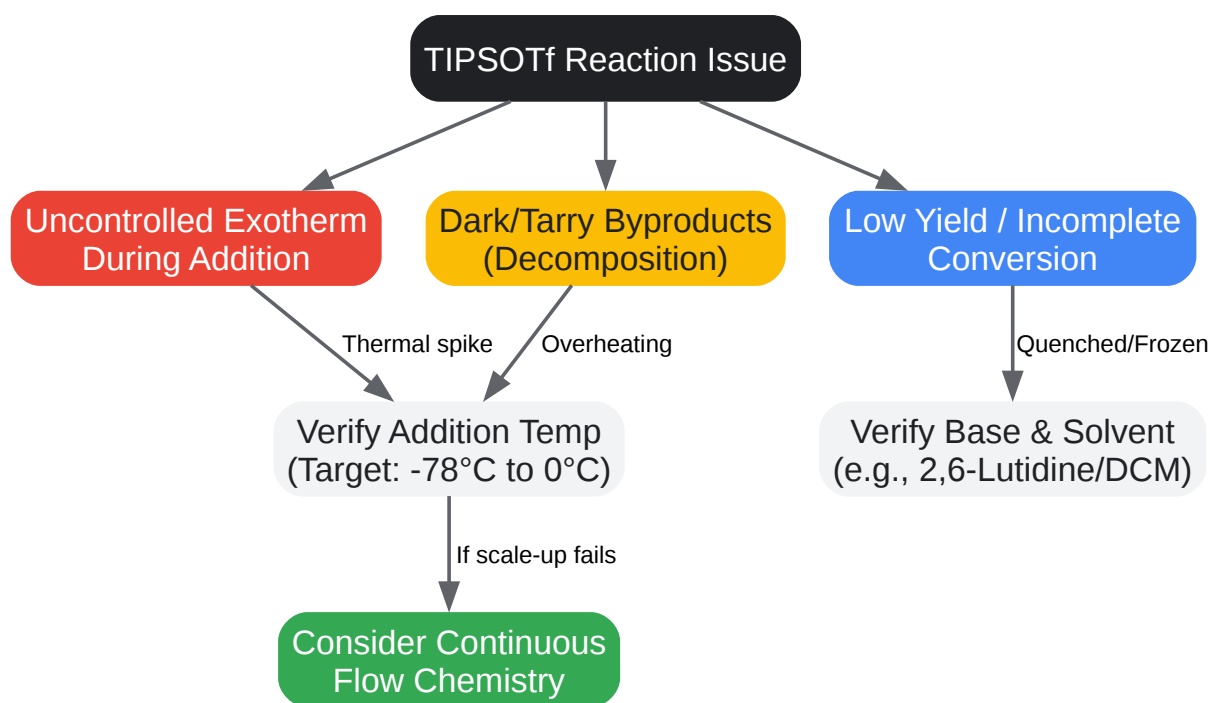 TIPSOTf Reaction Issue
Uncontrolled Exotherm
During Addition
Dark/Tarry Byproducts
(Decomposition)
Low Yield / Incomplete
Conversion
Thermal spike
Overheating
Quenched/Frozen
Verify Addition Temp
(Target: -78°C to 0°C)
Verify Base & Solvent
(e.g., 2,6-Lutidine/DCM)
If scale-up fails
Consider Continuous
Flow Chemistry